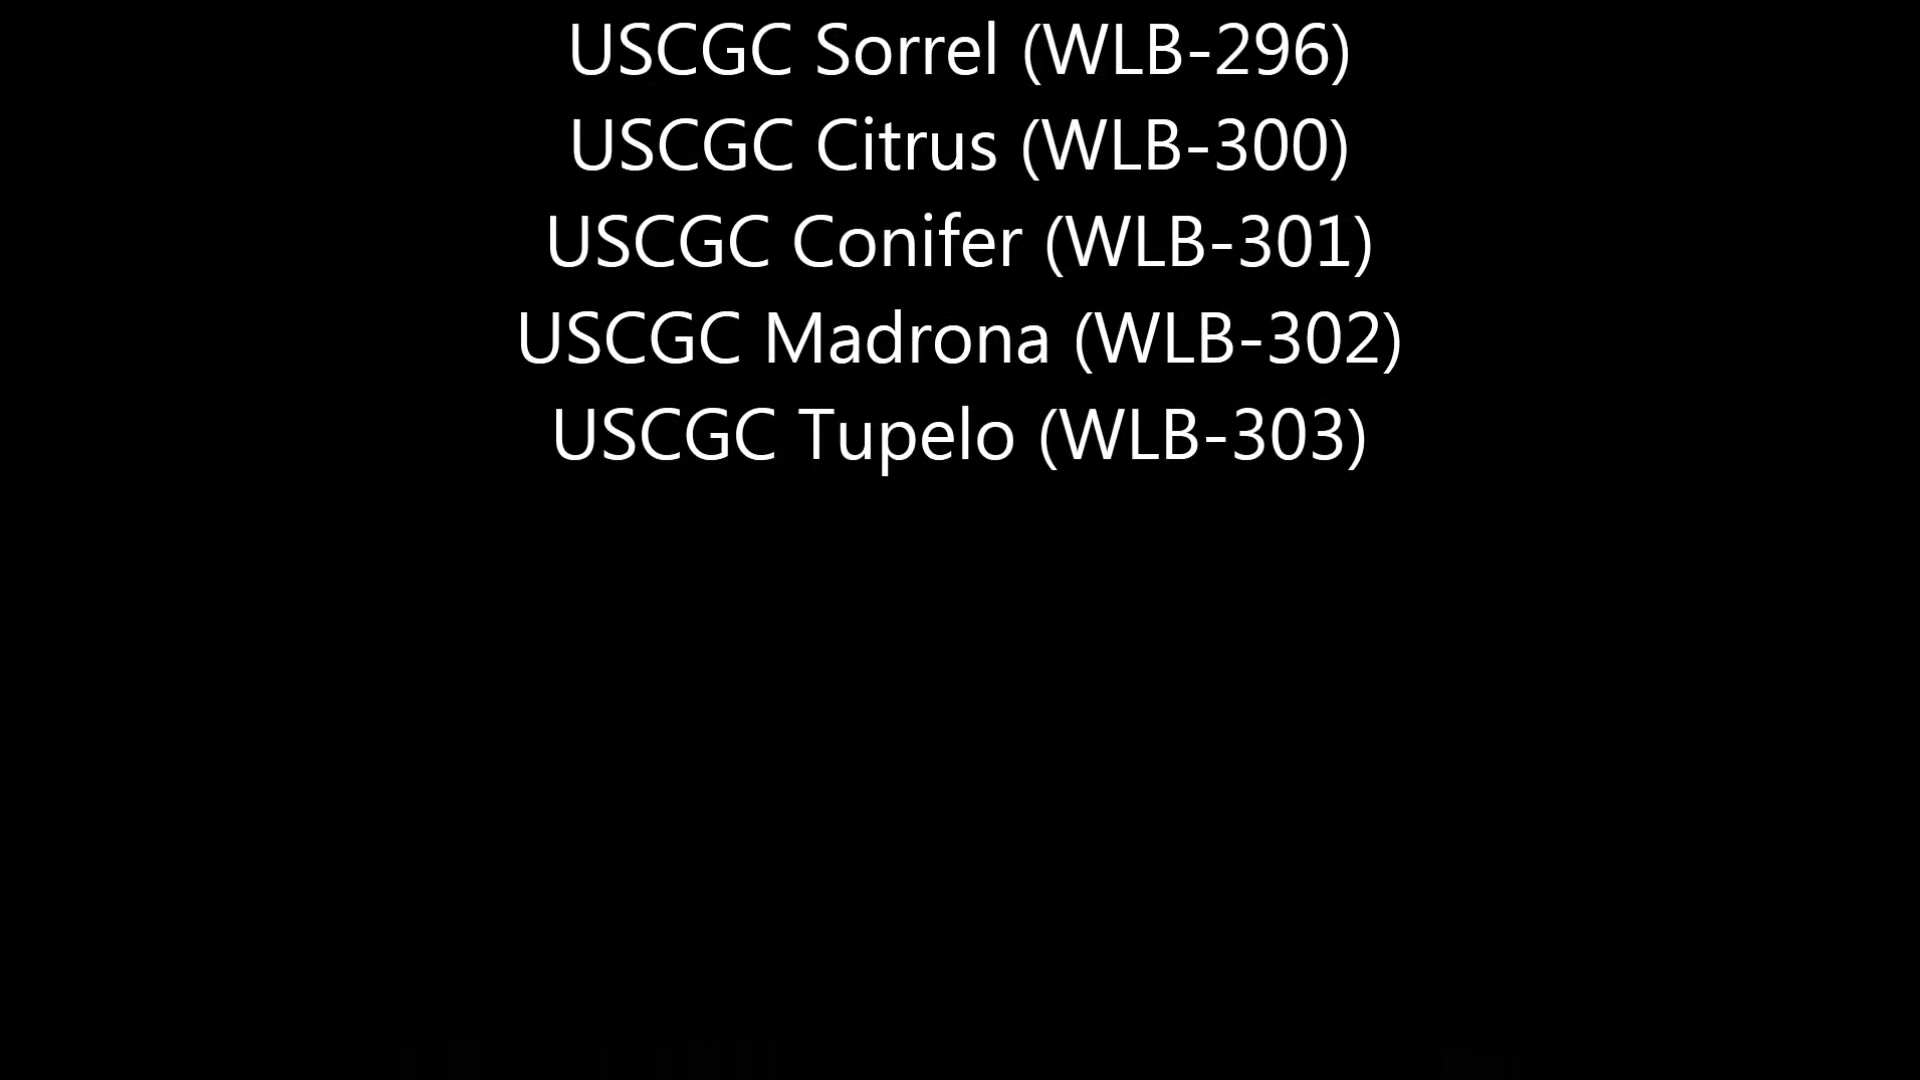 USCGC Sorrel (WLB-296)
USCGC Citrus (WLB-300)
USCGC Conifer (WLB-301)
USCGC Madrona (WLB-302)
USCGC Tupelo (WLB-303)